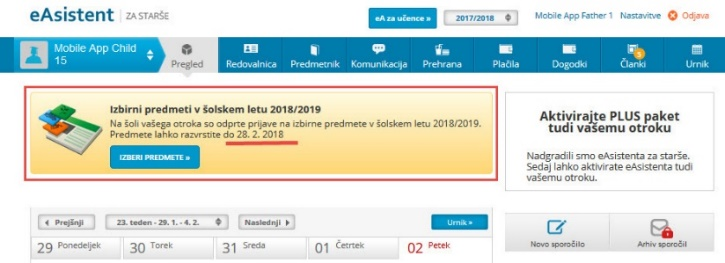 eAsistent | ZA STARŠE
eA za učence »
2017/2018
Mobile App Father 1 Nastavitve Odjava
Mobile App Child 15
Pregled
Redovalnica
Predmetnik
Komunikacija
Prehrana
Plačila
Dogodki
Članki
Urnik
Izbirni predmeti v šolskem letu 2018/2019
Na šoli vašega otroka so odprte prijave na izbirne predmete v šolskem letu 2018/2019.
Predmete lahko razvrstite do 28. 2. 2018
IZBERI PREDMETE »
Aktivirajte PLUS paket
tudi vašemu otroku
Nadgradili smo eAsistenta za starše.
Sedaj lahko aktivirate eAsistenta tudi
vašemu otroku.
Prejšnji
23. teden - 29. 1. - 4. 2.
Naslednji
Urnik »
29 Ponedeljek
30 Torek
31 Sreda
01 Četrtek
02 Petek
Novo sporočilo
Arhiv sporočil